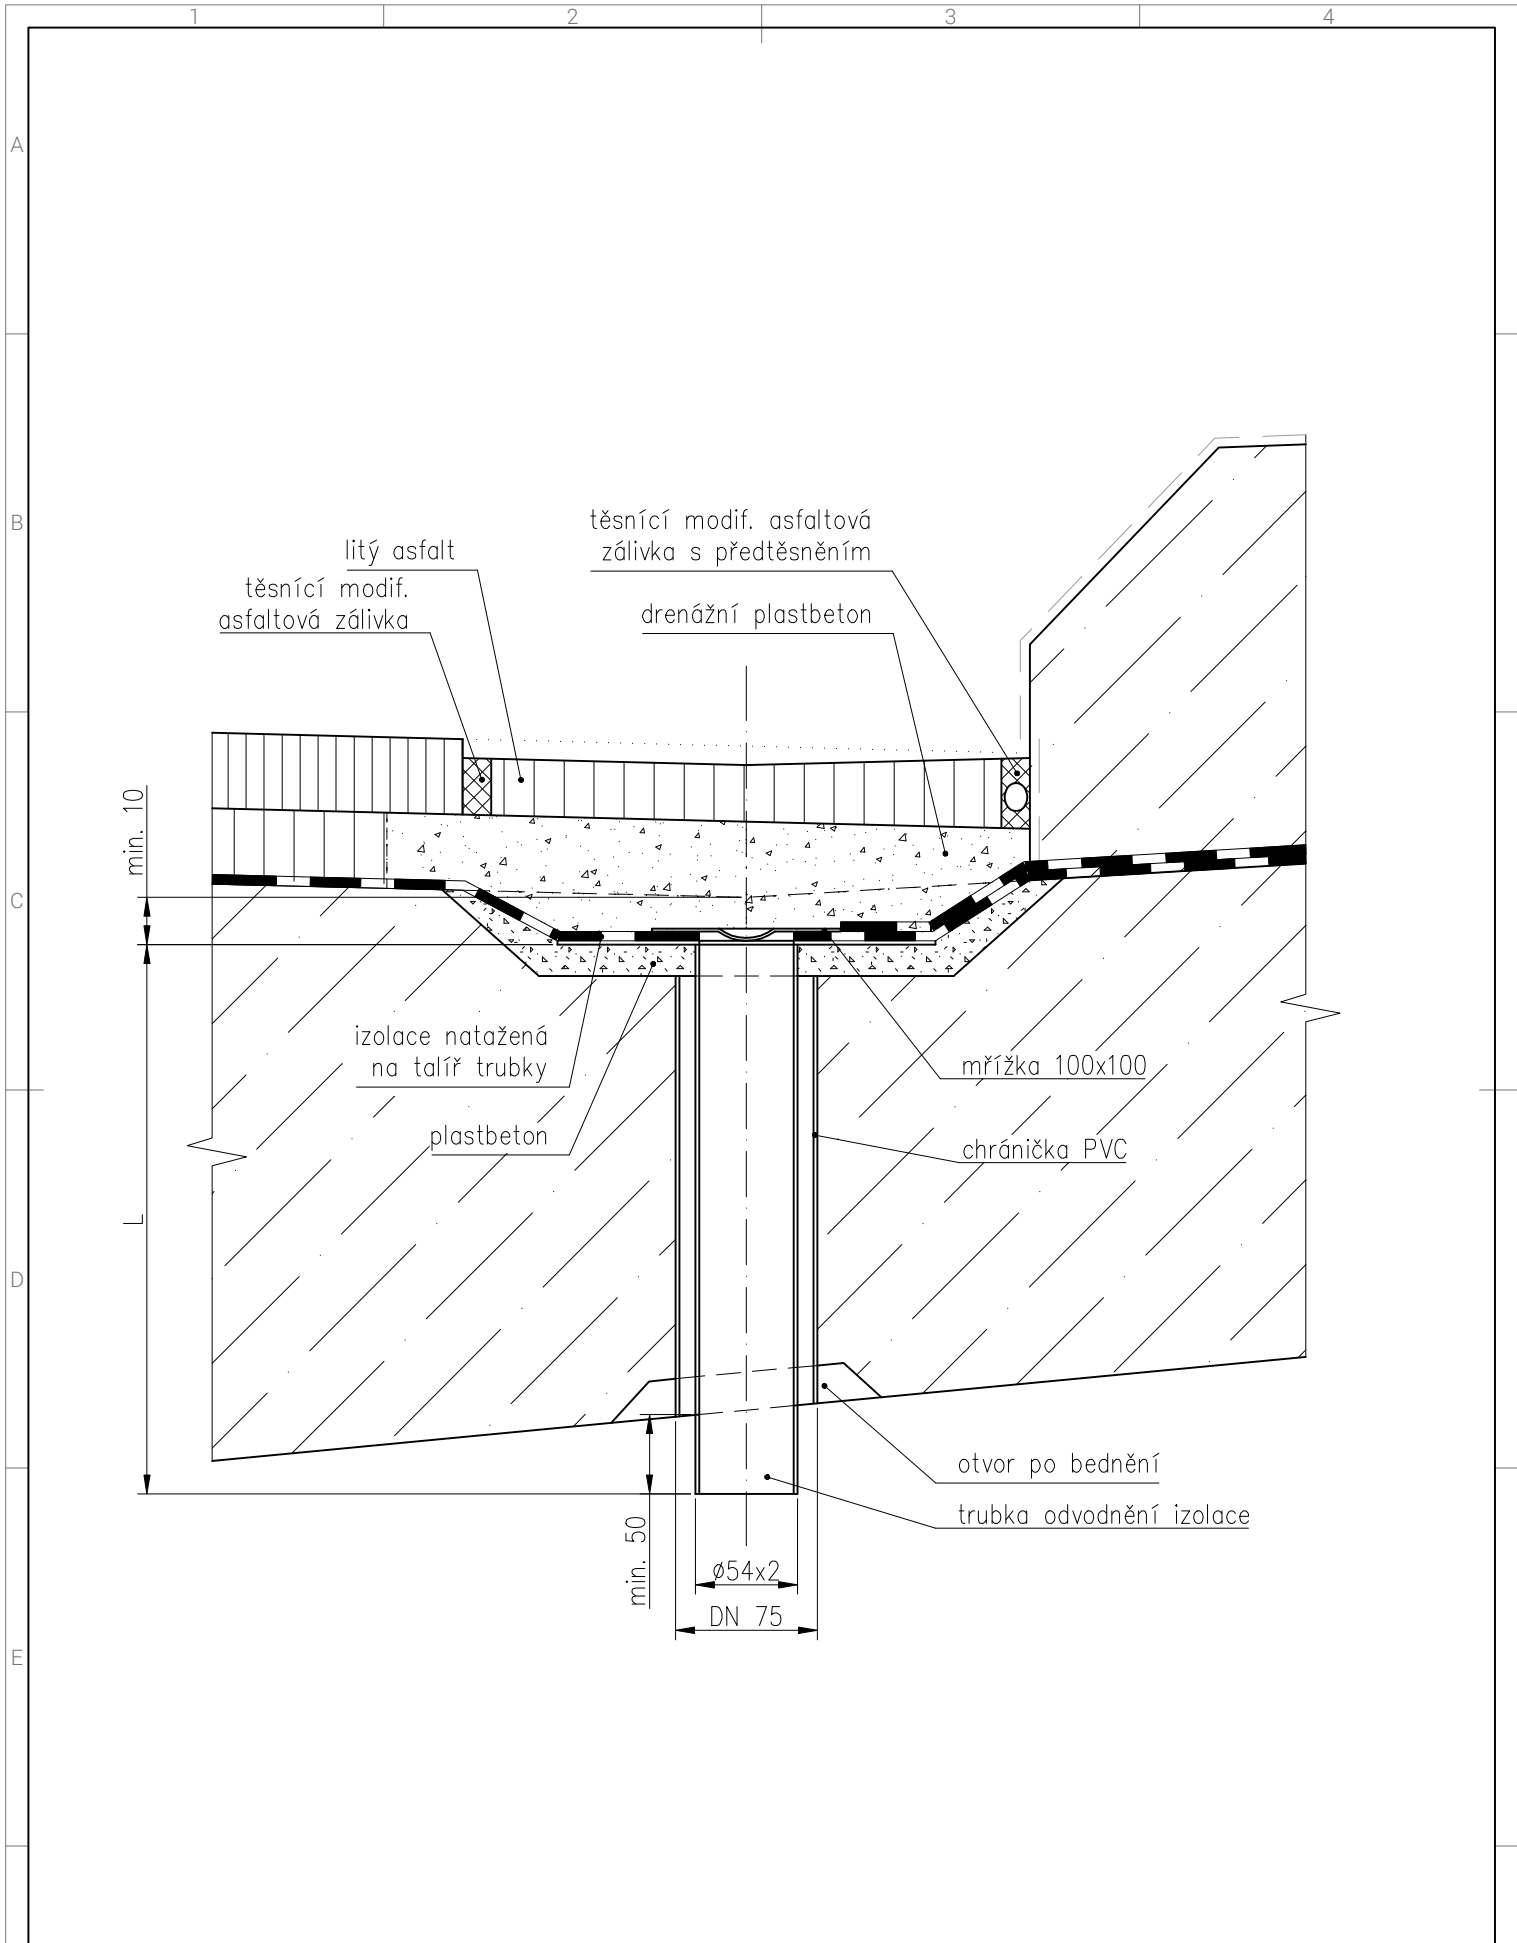 1
2
3
4
A
B
C
D
E
litý asfalt
těsnící modif.
asfaltová zálivka
těsnící modif. asfaltová
zálivka s předtěsněním
drenážní plastbeton
min. 10
izolace natažená
na talíř trubky
plastbeton
mřížka 100x100
chránička PVC
L
otvor po bednění
trubka odvodnění izolace
min. 50
ø54x2
DN 75